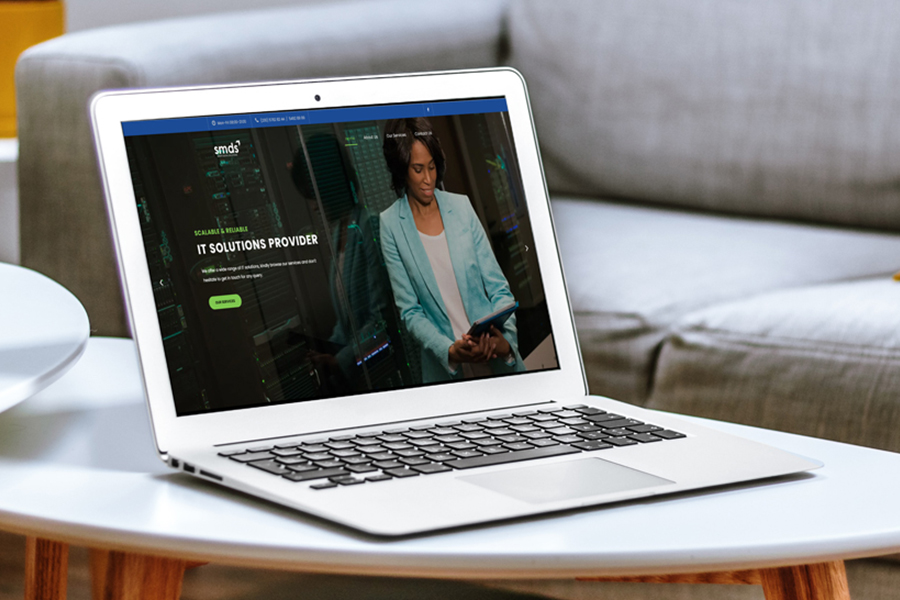 Home
About Us
Our Services
Contact Us
smds
SCALABLE & RELIABLE
IT SOLUTIONS PROVIDER
We offer a wide range of IT solutions, kindly browse our services and don't
hesitate to get in touch for any query.
OUR SERVICES